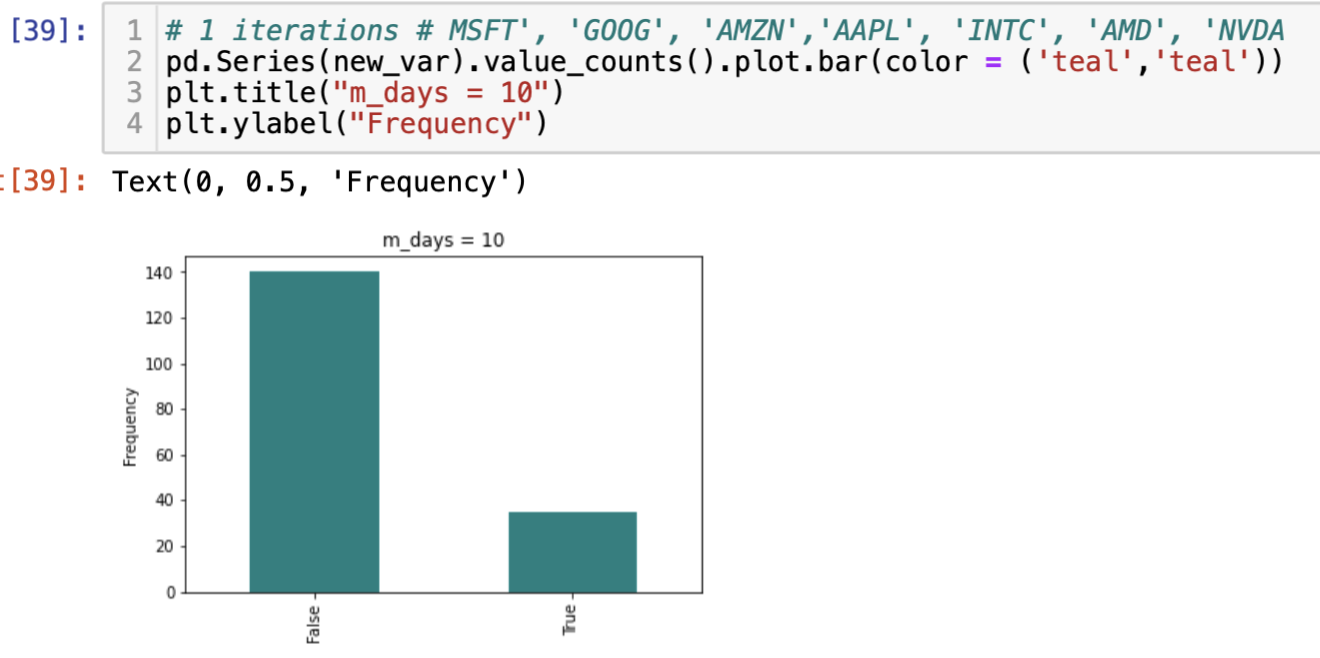 [39]:
1 # 1 iterations # MSFT', 'GOOG', 'AMZN','AAPL', 'INTC', 'AMD', 'NVDA
2 pd.Series(new_var).value_counts().plot.bar(color = ('teal','teal'))
3 plt.title("m_days = 10")
4 plt.ylabel("Frequency")
t[39]: Text(0, 0.5, 'Frequency')
m_days = 10
140
120
100
80
60
40
20
0
Frequency
False
True